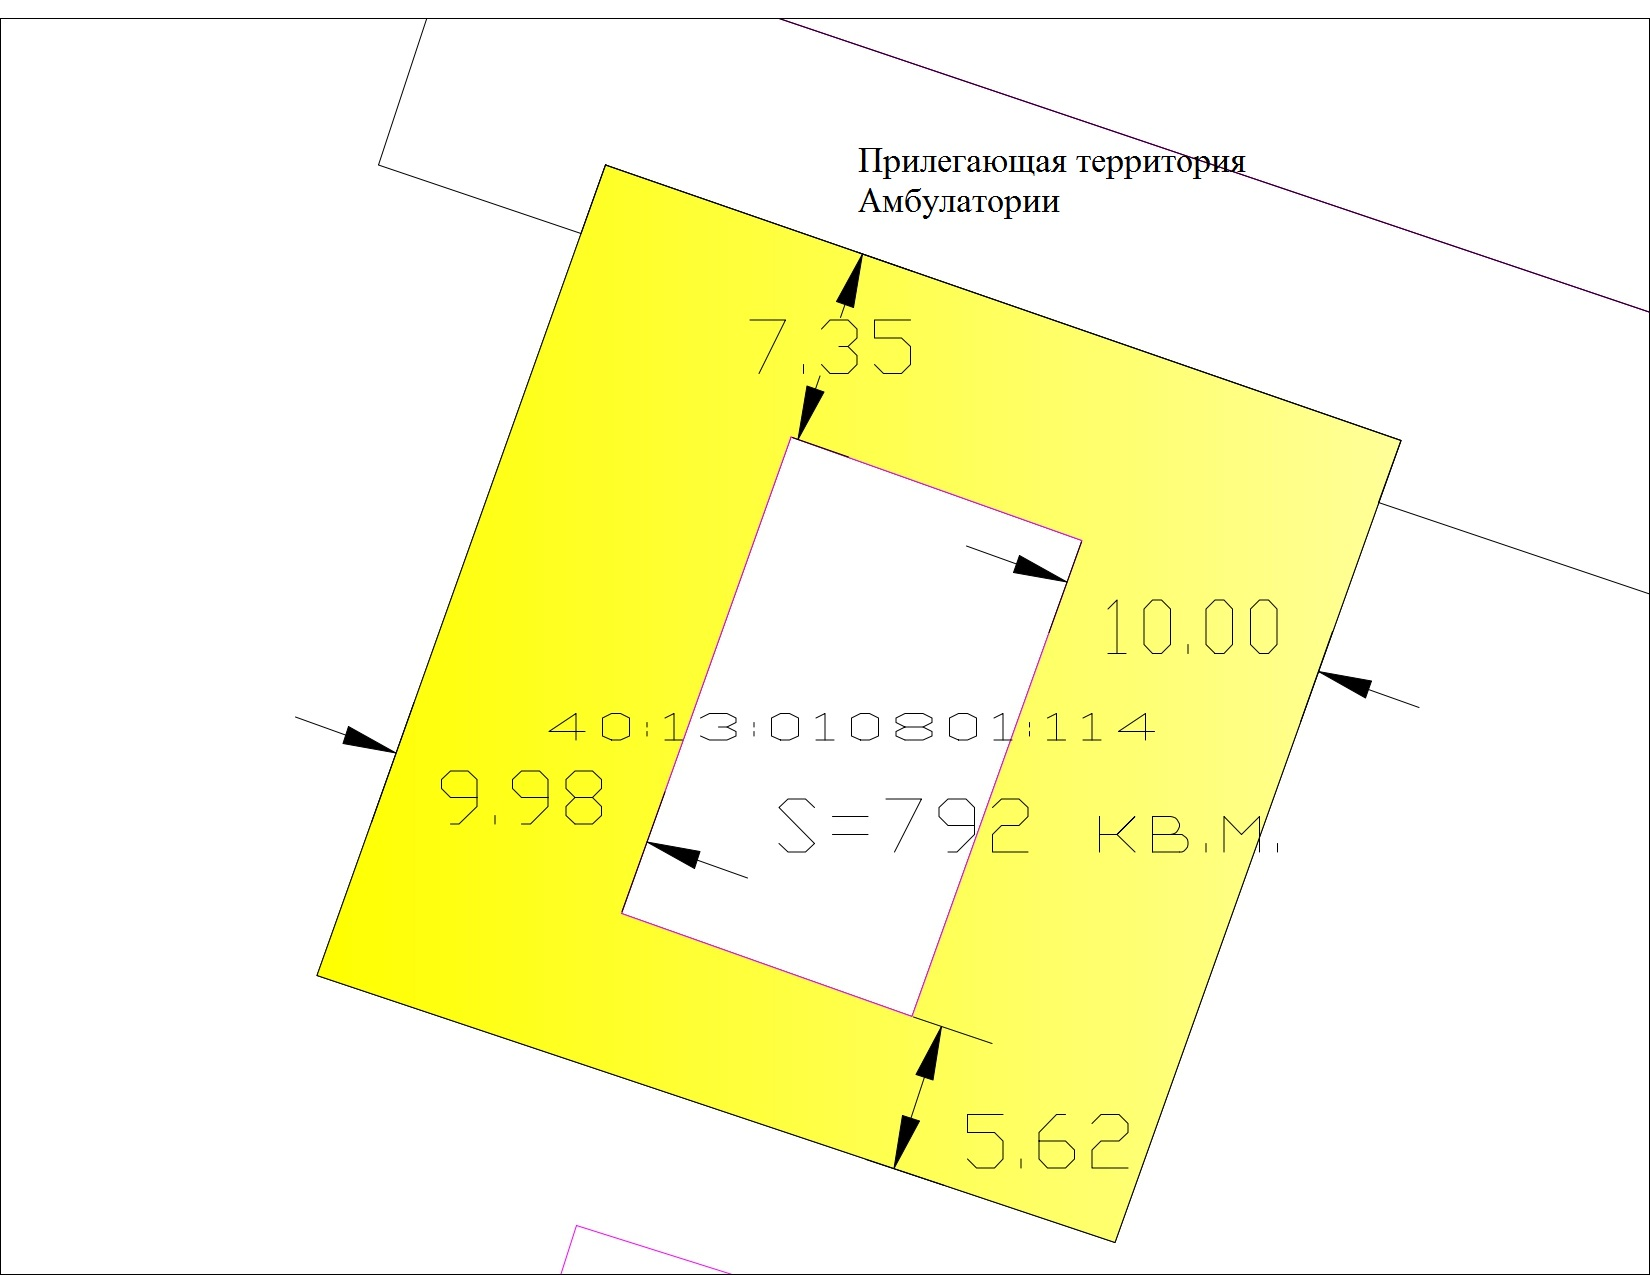 Прилегающая территория
Амбулатории
7,35
10,00
40:13:010801:114
9,98
S=792 кв.м.
5,62